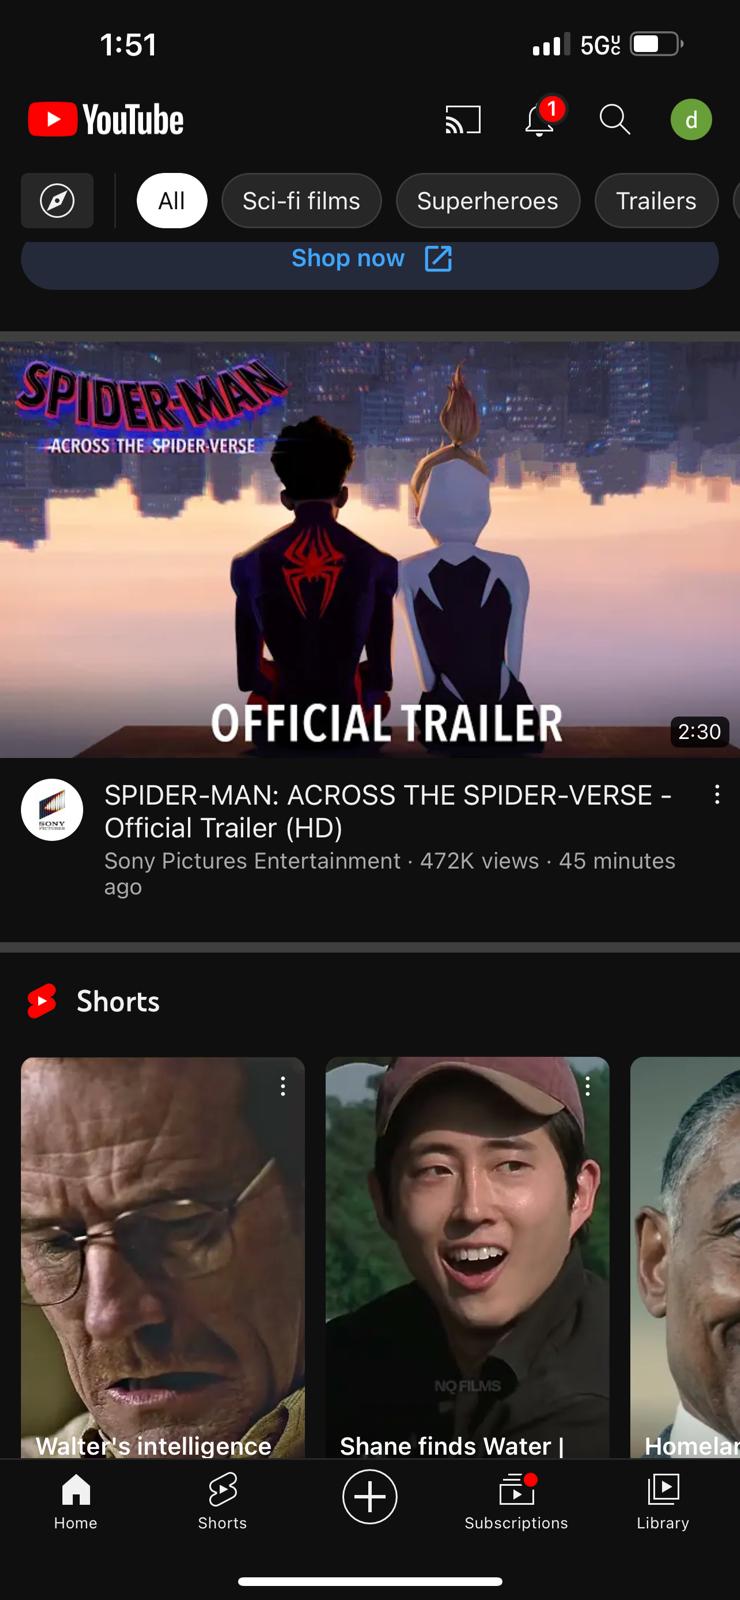 1:51
5GUC
YouTube
1
d
All
Sci-fi films
Superheroes
Trailers
Shop now
SPIDER-MAN
ACROSS THE SPIDER-VERSE
OFFICIAL TRAILER
2:30
SONY
PICTURES
SPIDER-MAN: ACROSS THE SPIDER-VERSE -
Official Trailer (HD)
Sony Pictures Entertainment · 472K views · 45 minutes
ago
Shorts
NQ FILMS
Walter's intelligence
Shane finds Water |
Homelan
Home
Shorts
Subscriptions
Library